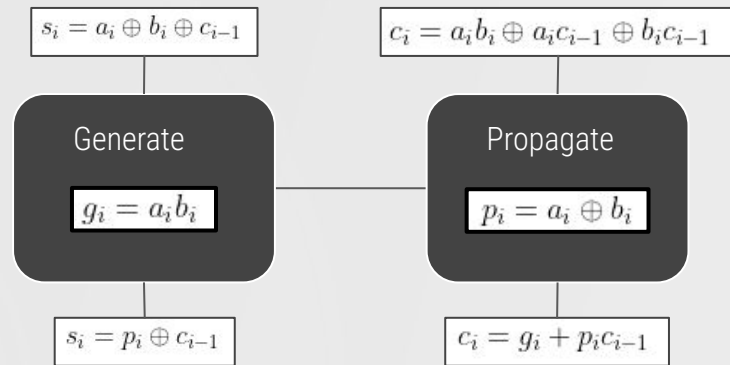 s_i = a_i ⊕ b_i ⊕ c_{i−1}
c_i = a_i b_i ⊕ a_i c_{i−1} ⊕ b_i c_{i−1}
Generate
Propagate
g_i = a_i b_i
p_i = a_i ⊕ b_i
s_i = p_i ⊕ c_{i−1}
c_i = g_i + p_i c_{i−1}